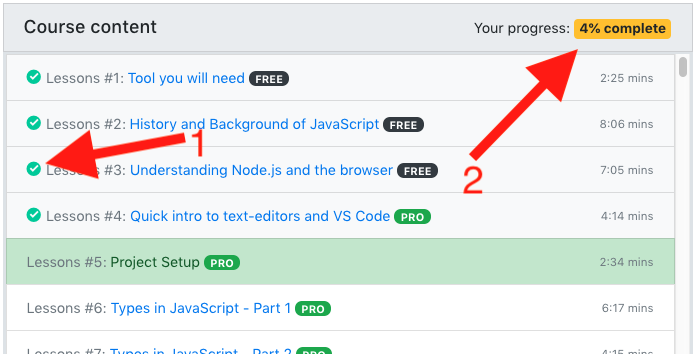 Course content
Your progress: 4% complete
Lessons #1: Tool you will need FREE 2:25 mins
Lessons #2: History and Background of JavaScript FREE 8:06 mins
1
Lessons #3: Understanding Node.js and the browser FREE 7:05 mins
2
Lessons #4: Quick intro to text-editors and VS Code PRO 4:14 mins
Lessons #5: Project Setup PRO 2:34 mins
Lessons #6: Types in JavaScript - Part 1 PRO 6:17 mins
Lessons #7: Types in JavaScript - Part 2 PRO 4:15 mins